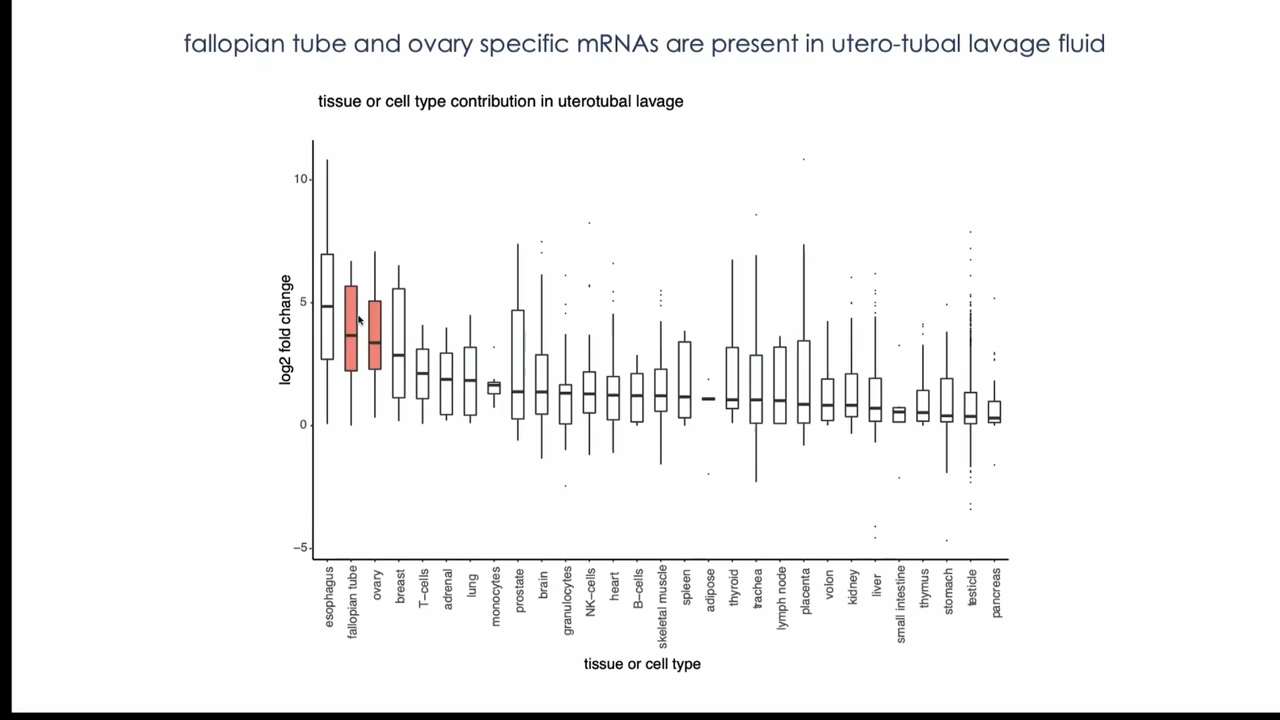 fallopian tube and ovary specific mRNAs are present in utero-tubal lavage fluid
tissue or cell type contribution in uterotubal lavage
10
5
0
−5
log2 fold change
esophagus
fallopian tube
ovary
breast
T−cells
adrenal
lung
monocytes
prostate
brain
granulocytes
NK−cells
heart
B−cells
skeletal muscle
spleen
adipose
thyroid
trachea
lymph node
placenta
volon
kidney
liver
small intestine
thymus
stomach
testicle
pancreas
tissue or cell type